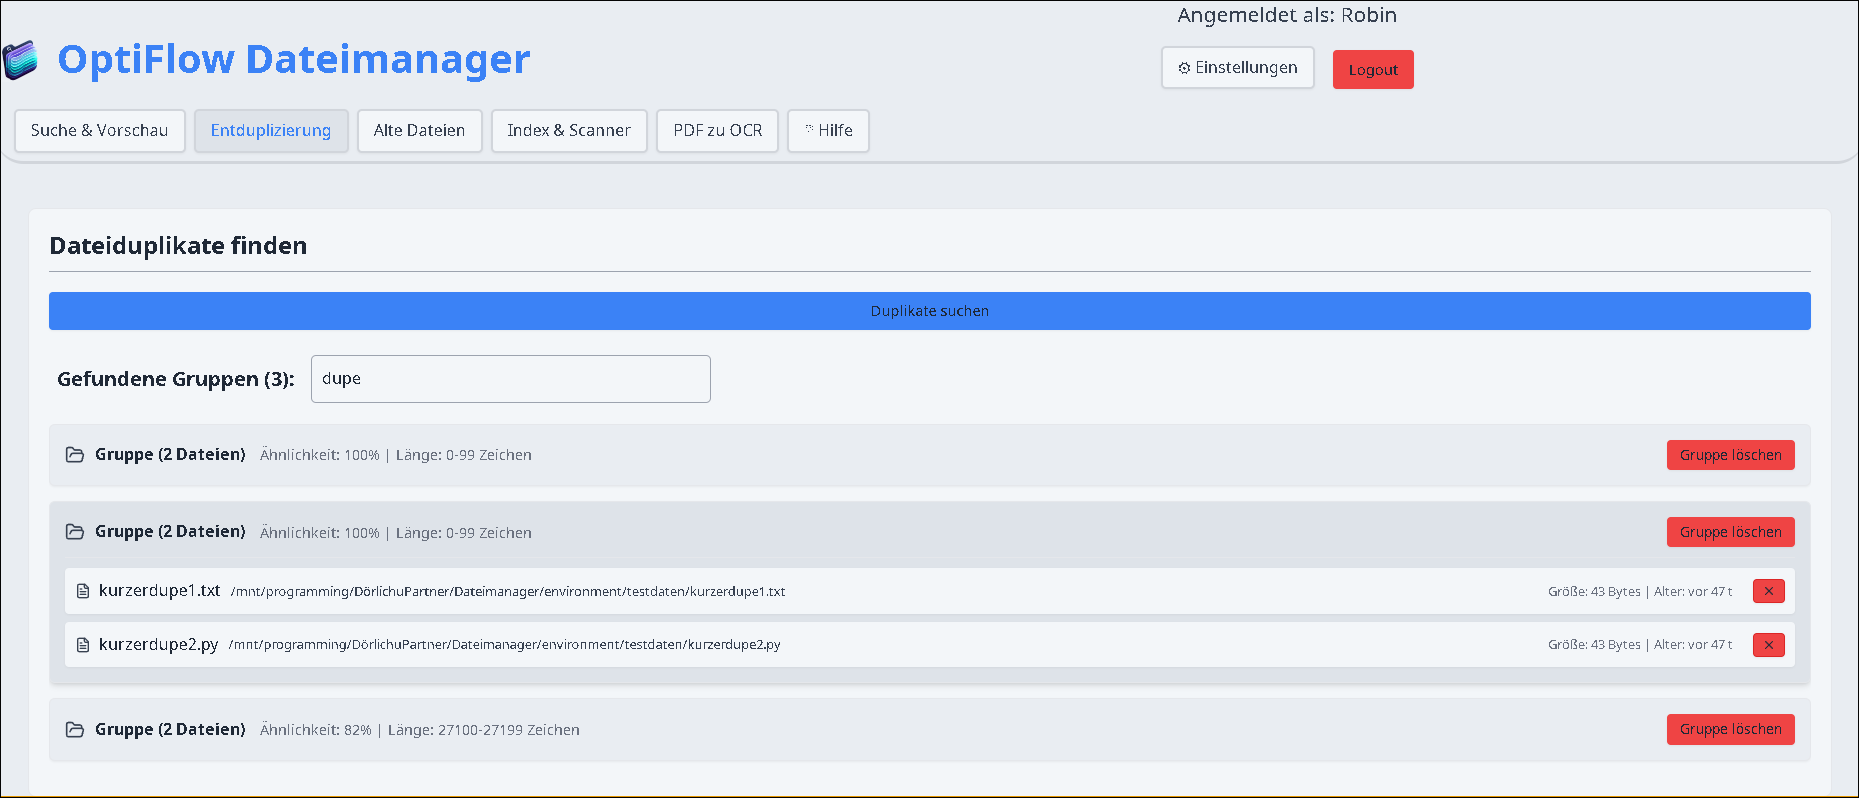 Angemeldet als: Robin
OptiFlow Dateimanager
Einstellungen
Logout
Suche & Vorschau
Entduplizierung
Alte Dateien
Index & Scanner
PDF zu OCR
Hilfe
Dateiduplikate finden
Duplikate suchen
Gefundene Gruppen (3):
dupe
Gruppe (2 Dateien) Ähnlichkeit: 100% | Länge: 0-99 Zeichen Gruppe löschen
Gruppe (2 Dateien) Ähnlichkeit: 100% | Länge: 0-99 Zeichen Gruppe löschen
kurzerdupe1.txt /mnt/programming/DörlichuPartner/Dateimanager/environment/testdaten/kurzerdupe1.txt Größe: 43 Bytes | Alter: vor 47 t
kurzerdupe2.py /mnt/programming/DörlichuPartner/Dateimanager/environment/testdaten/kurzerdupe2.py Größe: 43 Bytes | Alter: vor 47 t
Gruppe (2 Dateien) Ähnlichkeit: 82% | Länge: 27100-27199 Zeichen Gruppe löschen